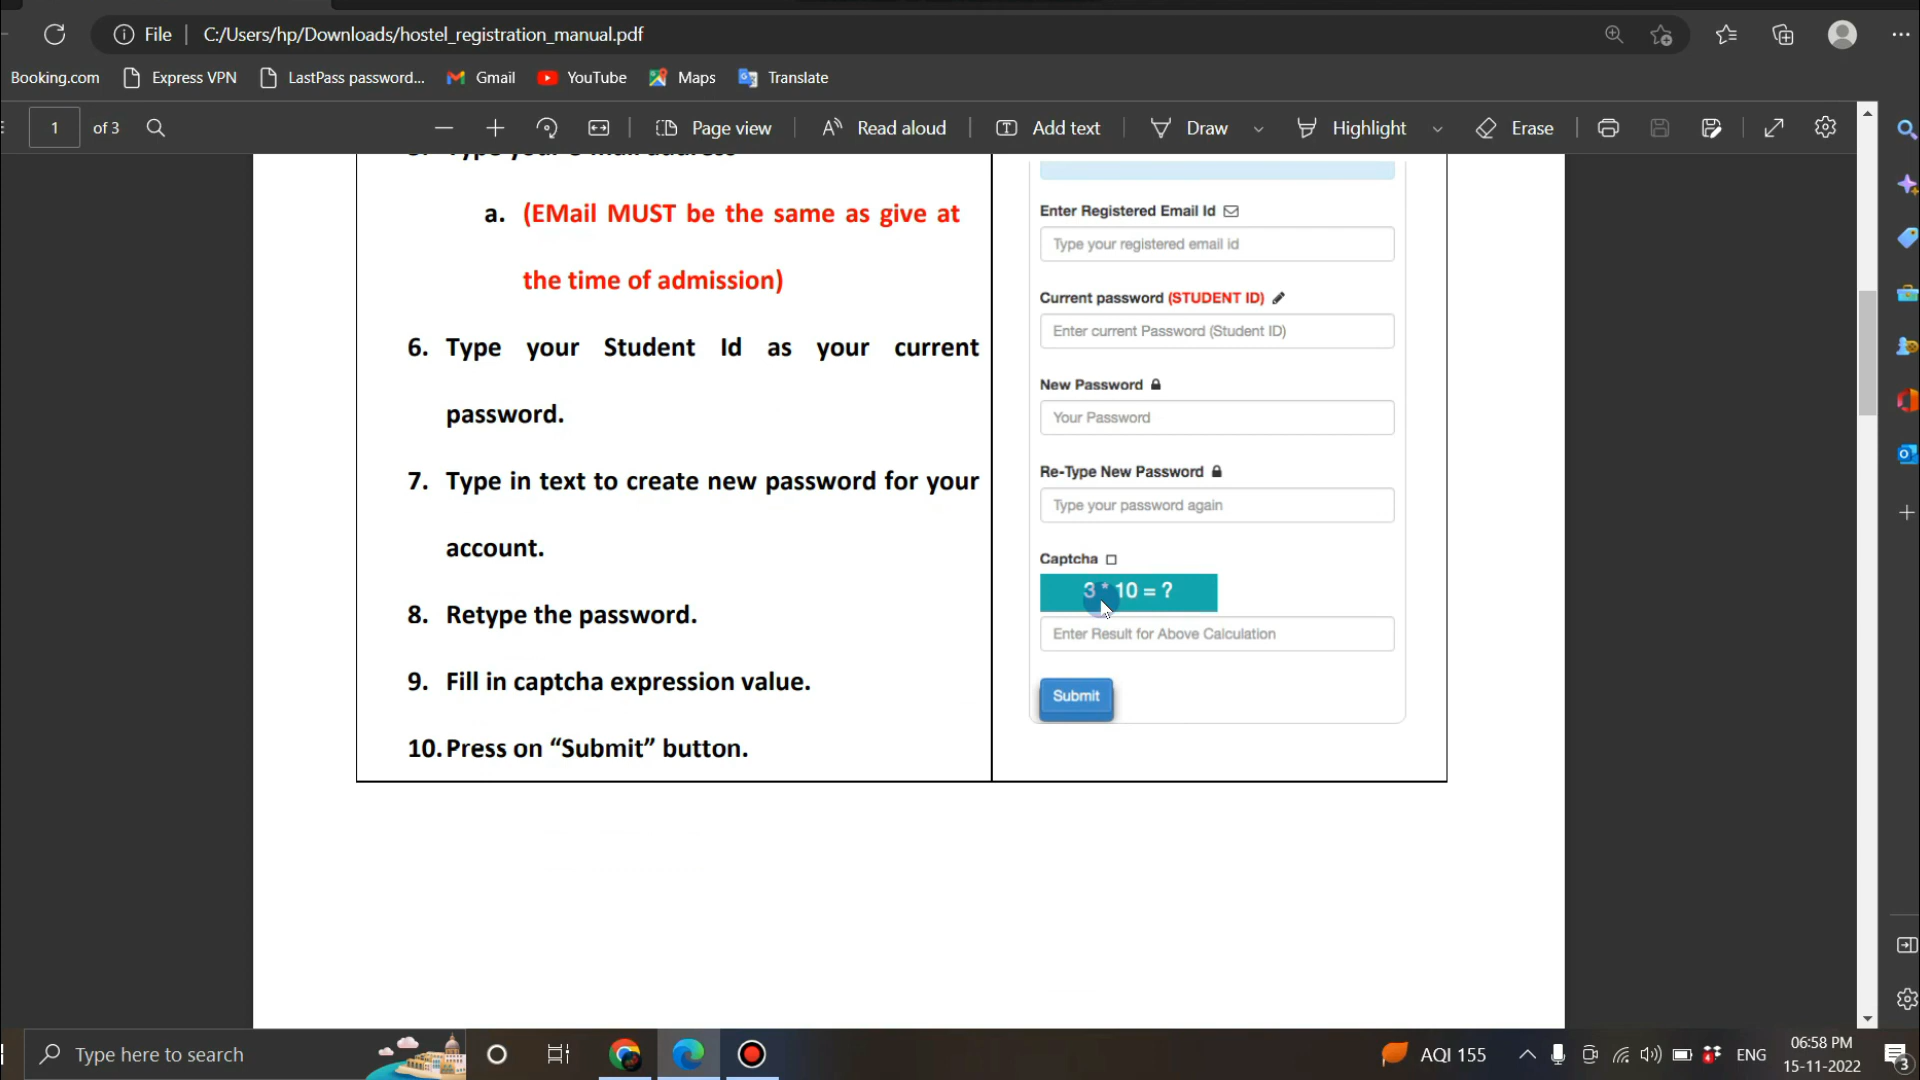 File
C:/Users/hp/Downloads/hostel_registration_manual.pdf
Booking.com
Express VPN
LastPass password...
Gmail
YouTube
Maps
Translate
1
of 3
Page view
Read aloud
Add text
Draw
Highlight
Erase
a. (EMail MUST be the same as give at
the time of admission)
6. Type your Student Id as your current
password.
7. Type in text to create new password for your
account.
8. Retype the password.
9. Fill in captcha expression value.
10. Press on “Submit” button.
Enter Registered Email Id
Type your registered email id
Current password (STUDENT ID)
Enter current Password (Student ID)
New Password
Your Password
Re-Type New Password
Type your password again
Captcha
3 * 10 = ?
Enter Result for Above Calculation
Submit
Type here to search
AQI 155
ENG
06:58 PM
15-11-2022
3